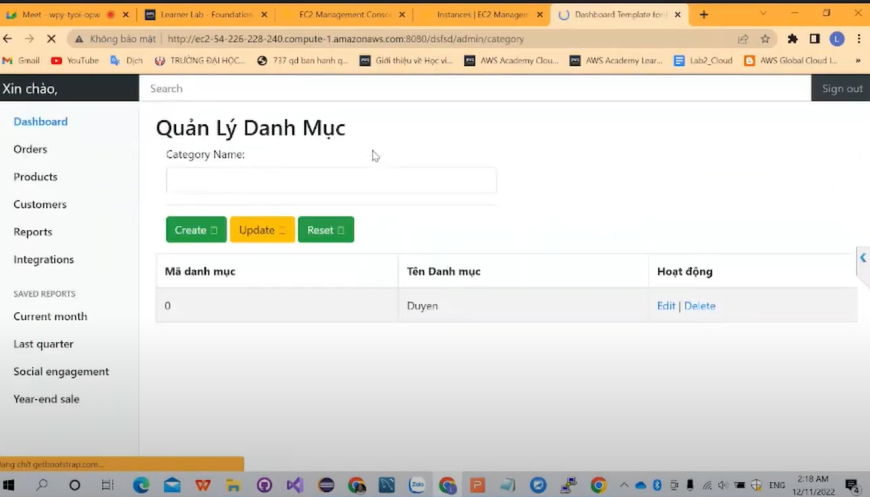 Meet - wpy-tyoi-opw
Learner Lab - Foundation
EC2 Management Conso
Instances | EC2 Manager
Dashboard Template for
Không bảo mật | http://ec2-54-226-228-240.compute-1.amazonaws.com:8080/dsfsd/admin/category
Gmail YouTube Dịch TRƯỜNG ĐẠI HỌC... 737 qd ban hanh q... Giới thiệu về Học vi... AWS Academy Clou... AWS Academy Lear... Lab2_Cloud AWS Global Cloud I... »
Xin chào,
Search
Sign out
Dashboard
Orders
Products
Customers
Reports
Integrations
SAVED REPORTS
Current month
Last quarter
Social engagement
Year-end sale
Quản Lý Danh Mục
Category Name:
Create Update Reset
Mã danh mục Tên Danh mục Hoạt động
0 Duyen Edit | Delete
getbootstrap.com...
Zalo
ENG
2:18 AM
12/11/2022
4